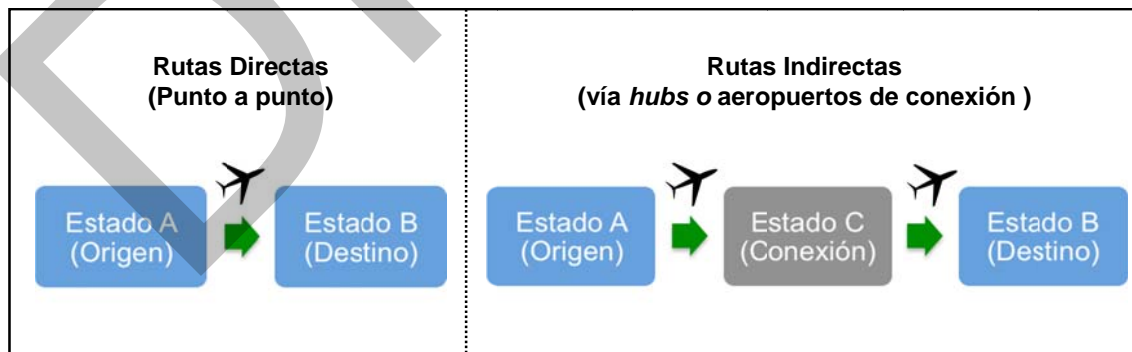 Rutas Directas
(Punto a punto)
Estado A
(Origen)
Estado B
(Destino)
Rutas Indirectas
(vía hubs o aeropuertos de conexión )
Estado A
(Origen)
Estado C
(Conexión)
Estado B
(Destino)